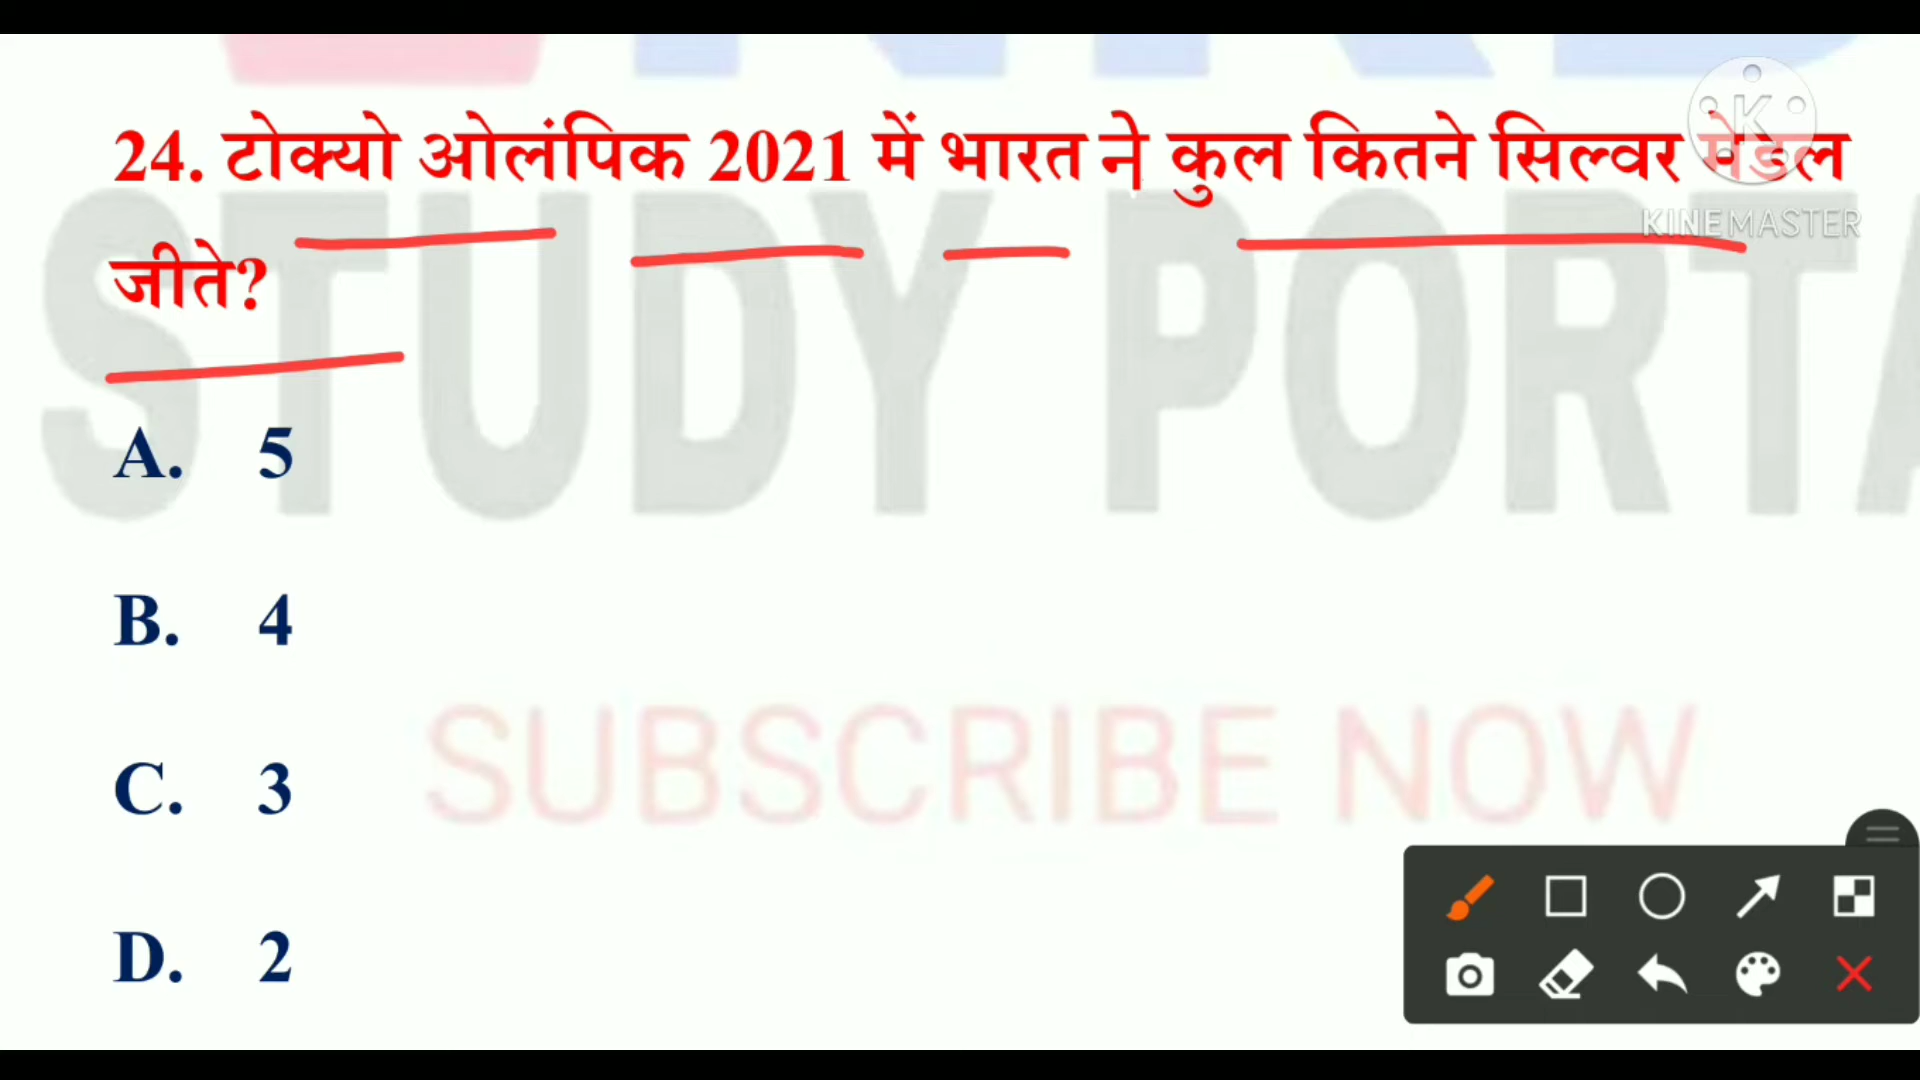 24. टोक्यो ओलंपिक 2021 में भारत ने कुल कितने सिल्वर मेडल
KINEMASTER
जीते?
STUDY PORTA
A. 5
B. 4
C. 3
SUBSCRIBE NOW
D. 2